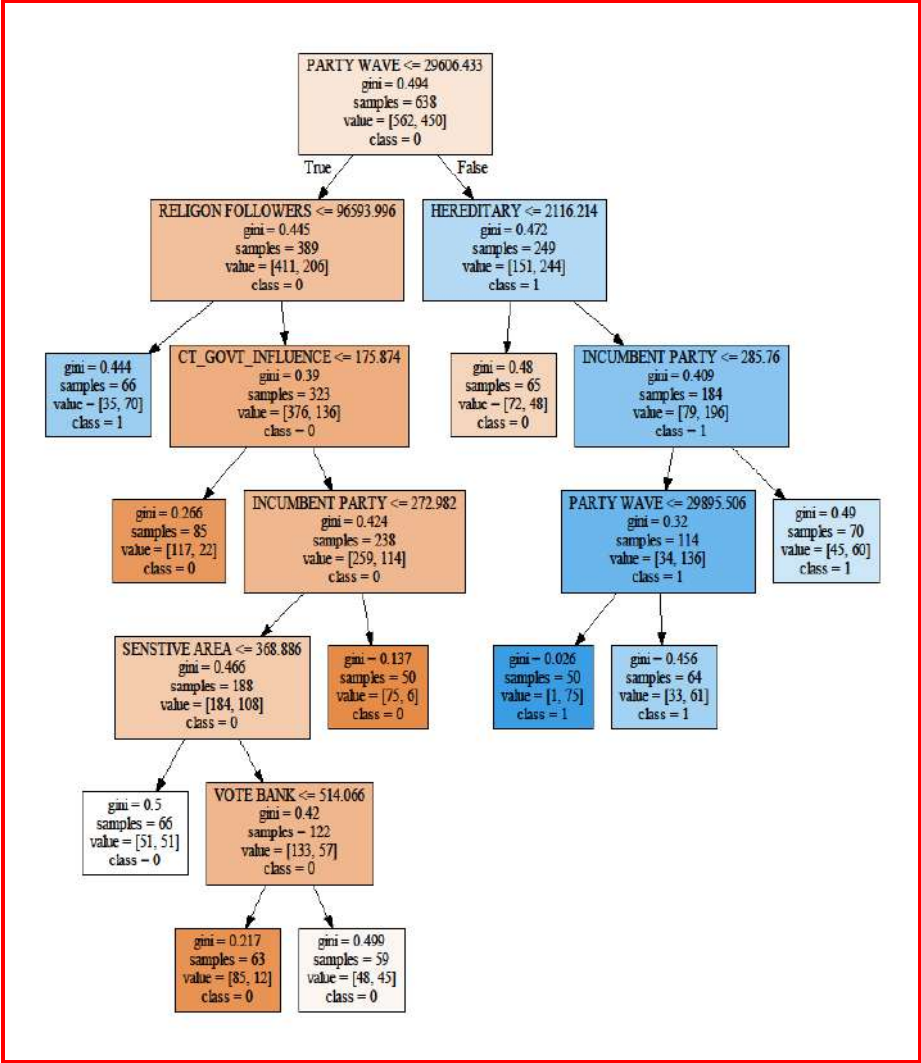 PARTY WAVE <= 29606.433
gini = 0.494
samples = 638
value = [562, 450]
class = 0
True
False
RELIGON FOLLOWERS <= 96593.996
gini = 0.445
samples = 389
value = [411, 206]
class = 0
HEREDITARY <= 2116.214
gini = 0.472
samples = 249
value = [151, 244]
class = 1
gini = 0.444
samples = 66
value = [35, 70]
class = 1
CT_GOVT_INFLUENCE <= 175.874
gini = 0.39
samples = 323
value = [376, 136]
class = 0
gini = 0.48
samples = 65
value = [72, 48]
class = 0
INCUMBENT PARTY <= 285.76
gini = 0.409
samples = 184
value = [79, 196]
class = 1
gini = 0.266
samples = 85
value = [117, 22]
class = 0
INCUMBENT PARTY <= 272.982
gini = 0.424
samples = 238
value = [259, 114]
class = 0
PARTY WAVE <= 29895.506
gini = 0.32
samples = 114
value = [34, 136]
class = 1
gini = 0.49
samples = 70
value = [45, 60]
class = 1
SENSTIVE AREA <= 368.886
gini = 0.466
samples = 188
value = [184, 108]
class = 0
gini = 0.137
samples = 50
value = [75, 6]
class = 0
gini = 0.026
samples = 50
value = [1, 75]
class = 1
gini = 0.456
samples = 64
value = [33, 61]
class = 1
gini = 0.5
samples = 66
value = [51, 51]
class = 0
VOTE BANK <= 514.066
gini = 0.42
samples = 122
value = [133, 57]
class = 0
gini = 0.217
samples = 63
value = [85, 12]
class = 0
gini = 0.499
samples = 59
value = [48, 45]
class = 0